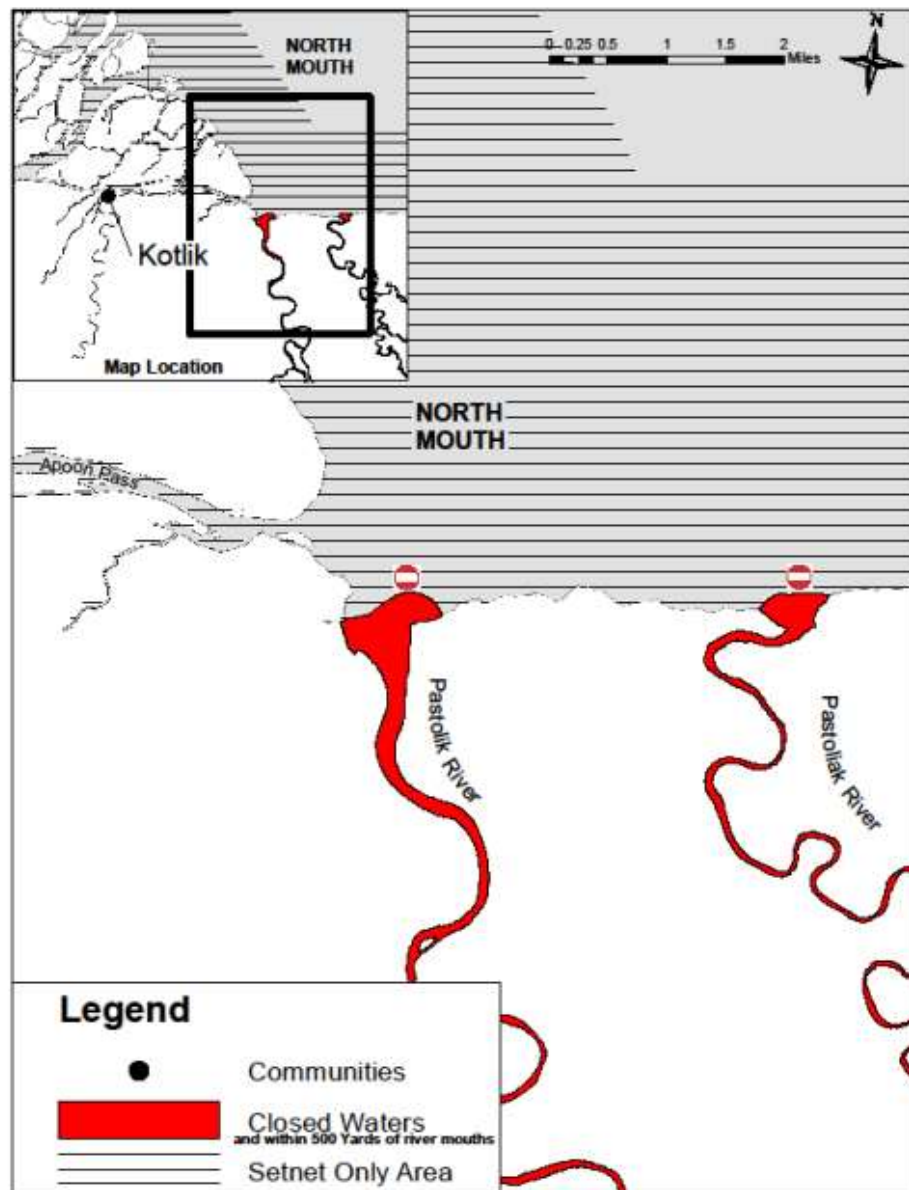 NORTH
MOUTH
Kotlik
Map Location
N
0 0.25 0.5 1 1.5 2
Miles
NORTH
MOUTH
Apoon Pass
Pastolik River
Pastoliak River
Legend
Communities
Closed Waters
and within 500 Yards of river mouths
Setnet Only Area